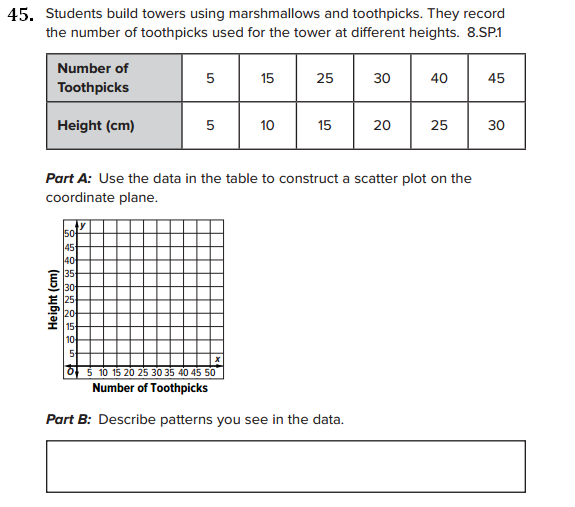 45. Students build towers using marshmallows and toothpicks. They record
the number of toothpicks used for the tower at different heights. 8.SP.1
Number of
Toothpicks 5 15 25 30 40 45
Height (cm) 5 10 15 20 25 30
Part A: Use the data in the table to construct a scatter plot on the
coordinate plane.
y
50
45
40
35
30
25
20
15
10
5
Height (cm)
x
O 5 10 15 20 25 30 35 40 45 50
Number of Toothpicks
Part B: Describe patterns you see in the data.